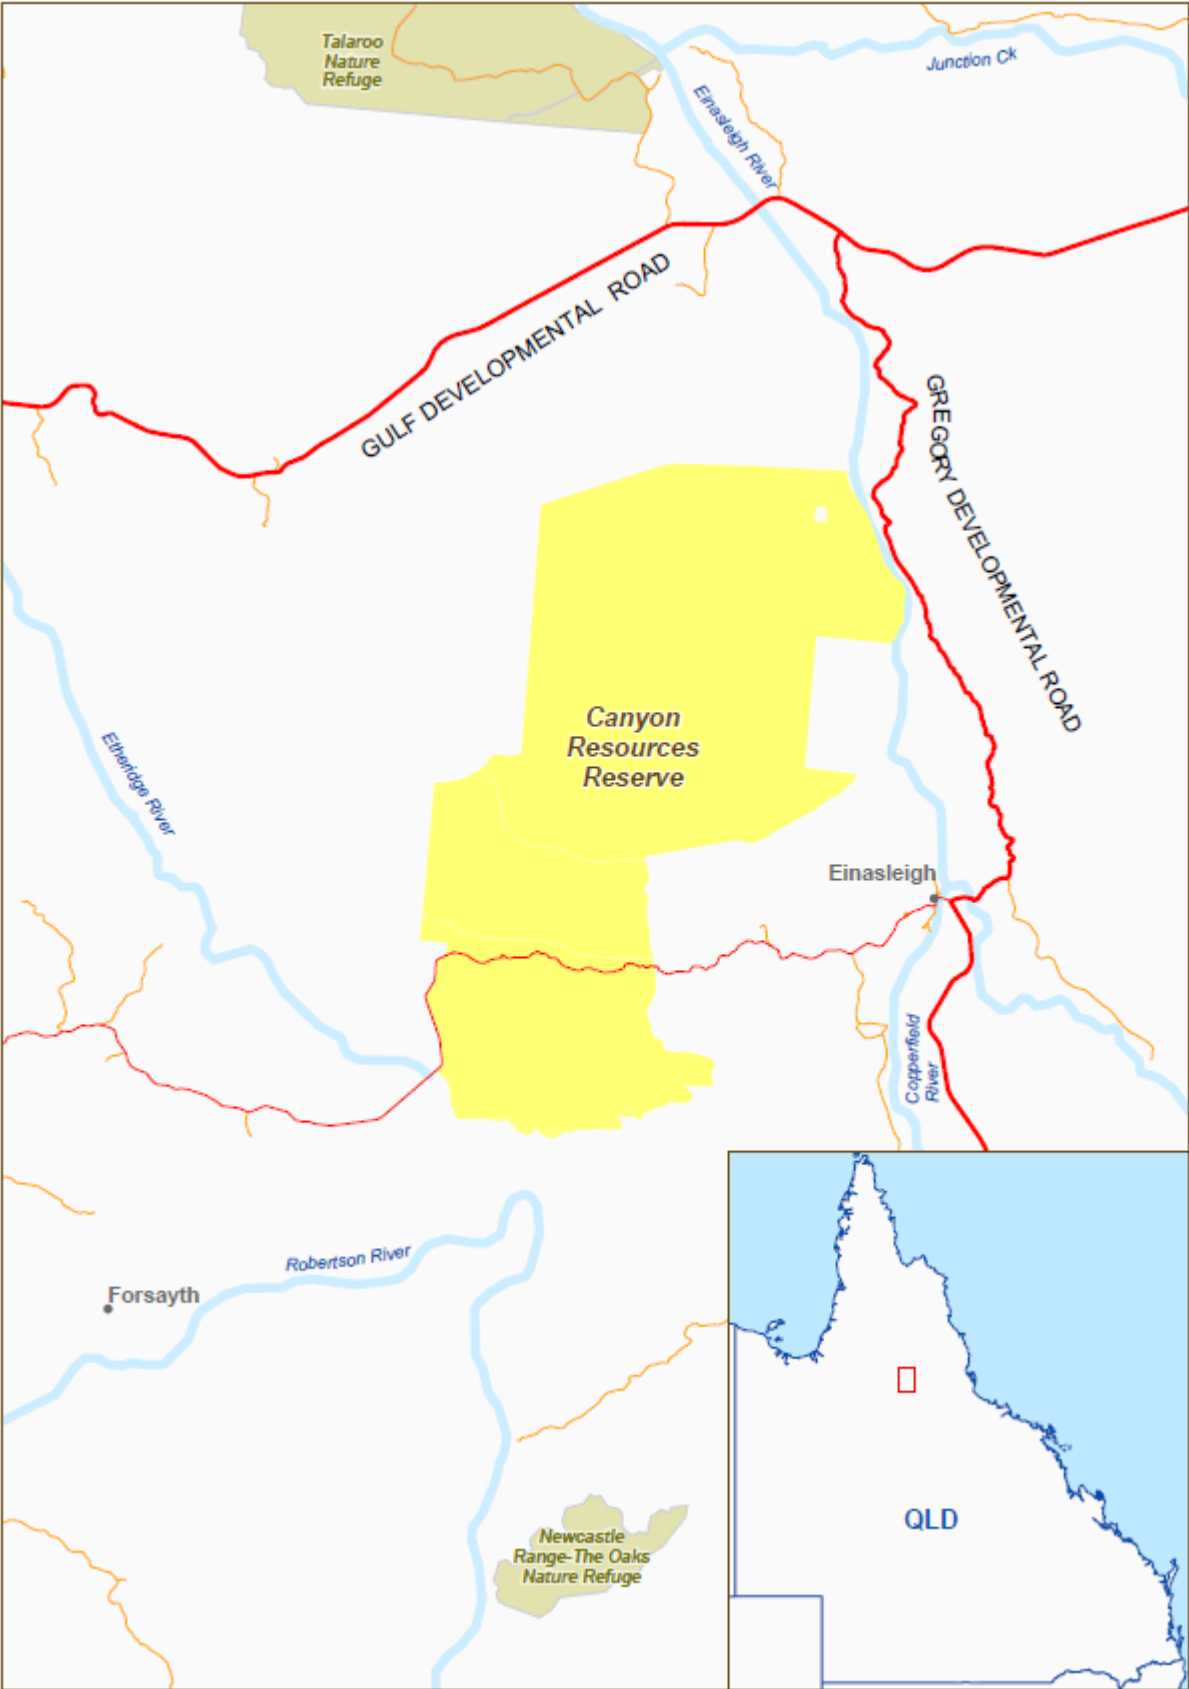 Talaroo
Nature
Refuge
Junction Ck
Einasleigh River
GULF DEVELOPMENTAL ROAD
GREGORY DEVELOPMENTAL ROAD
Canyon
Resources
Reserve
Etheridge River
Einasleigh
Copperfield
River
Robertson River
Forsayth
QLD
Newcastle
Range-The Oaks
Nature Refuge